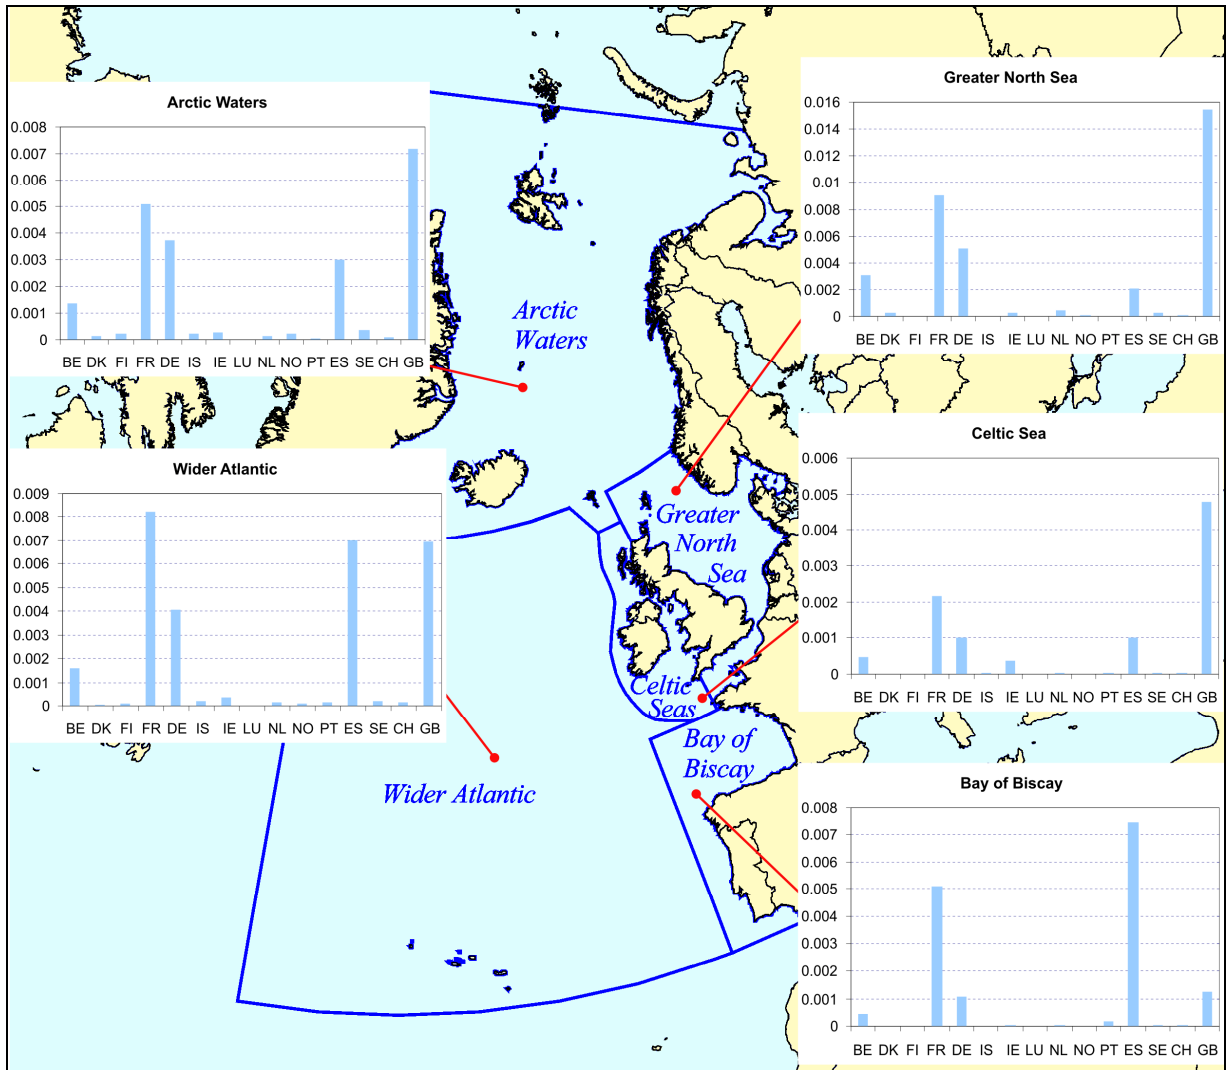 Arctic Waters
0.008
0.007
0.006
0.005
0.004
0.003
0.002
0.001
0
BE DK FI FR DE IS IE LU NL NO PT ES SE CH GB
Greater North Sea
0.016
0.014
0.012
0.01
0.008
0.006
0.004
0.002
0
BE DK FI FR DE IS IE LU NL NO PT ES SE CH GB
Arctic
Waters
Wider Atlantic
0.009
0.008
0.007
0.006
0.005
0.004
0.003
0.002
0.001
0
BE DK FI FR DE IS IE LU NL NO PT ES SE CH GB
Celtic Sea
0.006
0.005
0.004
0.003
0.002
0.001
0
BE DK FI FR DE IS IE LU NL NO PT ES SE CH GB
Greater
North
Sea
Celtic
Seas
Bay of
Biscay
Wider Atlantic
Bay of Biscay
0.008
0.007
0.006
0.005
0.004
0.003
0.002
0.001
0
BE DK FI FR DE IS IE LU NL NO PT ES SE CH GB